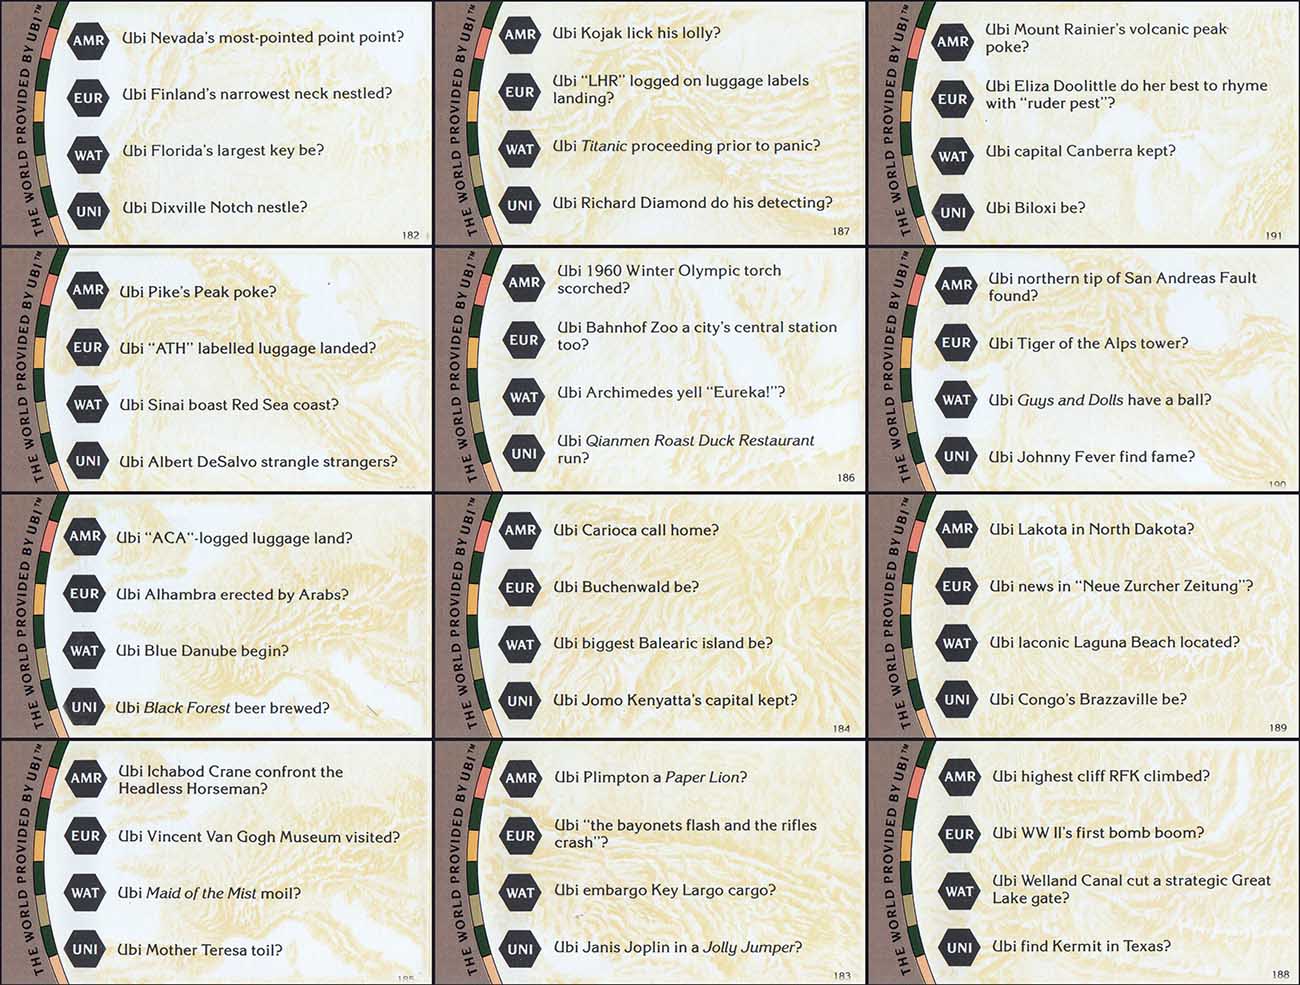 THE WORLD PROVIDED BY UBI™
AMR Ubi Nevada's most-pointed point point?
EUR Ubi Finland's narrowest neck nestled?
WAT Ubi Florida's largest key be?
UNI Ubi Dixville Notch nestle?
182
THE WORLD PROVIDED BY UBI™
AMR Ubi Kojak lick his lolly?
EUR Ubi "LHR" logged on luggage labels
landing?
WAT Ubi Titanic proceeding prior to panic?
UNI Ubi Richard Diamond do his detecting?
187
THE WORLD PROVIDED BY UBI™
AMR Ubi Mount Rainier's volcanic peak
poke?
EUR Ubi Eliza Doolittle do her best to rhyme
with "ruder pest"?
WAT Ubi capital Canberra kept?
UNI Ubi Biloxi be?
191
THE WORLD PROVIDED BY UBI™
AMR Ubi Pike's Peak poke?
EUR Ubi "ATH" labelled luggage landed?
WAT Ubi Sinai boast Red Sea coast?
UNI Ubi Albert DeSalvo strangle strangers?
THE WORLD PROVIDED BY UBI™
AMR Ubi 1960 Winter Olympic torch
scorched?
EUR Ubi Bahnhof Zoo a city's central station
too?
WAT Ubi Archimedes yell "Eureka!"?
UNI Ubi Qianmen Roast Duck Restaurant
run?
186
THE WORLD PROVIDED BY UBI™
AMR Ubi northern tip of San Andreas Fault
found?
EUR Ubi Tiger of the Alps tower?
WAT Ubi Guys and Dolls have a ball?
UNI Ubi Johnny Fever find fame?
190
THE WORLD PROVIDED BY UBI™
AMR Ubi "ACA"-logged luggage land?
EUR Ubi Alhambra erected by Arabs?
WAT Ubi Blue Danube begin?
UNI Ubi Black Forest beer brewed?
THE WORLD PROVIDED BY UBI™
AMR Ubi Carioca call home?
EUR Ubi Buchenwald be?
WAT Ubi biggest Balearic island be?
UNI Ubi Jomo Kenyatta's capital kept?
184
THE WORLD PROVIDED BY UBI™
AMR Ubi Lakota in North Dakota?
EUR Ubi news in "Neue Zurcher Zeitung"?
WAT Ubi laconic Laguna Beach located?
UNI Ubi Congo's Brazzaville be?
189
THE WORLD PROVIDED BY UBI™
AMR Ubi Ichabod Crane confront the
Headless Horseman?
EUR Ubi Vincent Van Gogh Museum visited?
WAT Ubi Maid of the Mist moil?
UNI Ubi Mother Teresa toil?
185
THE WORLD PROVIDED BY UBI™
AMR Ubi Plimpton a Paper Lion?
EUR Ubi "the bayonets flash and the rifles
crash"?
WAT Ubi embargo Key Largo cargo?
UNI Ubi Janis Joplin in a Jolly Jumper?
183
THE WORLD PROVIDED BY UBI™
AMR Ubi highest cliff RFK climbed?
EUR Ubi WW II's first bomb boom?
WAT Ubi Welland Canal cut a strategic Great
Lake gate?
UNI Ubi find Kermit in Texas?
188